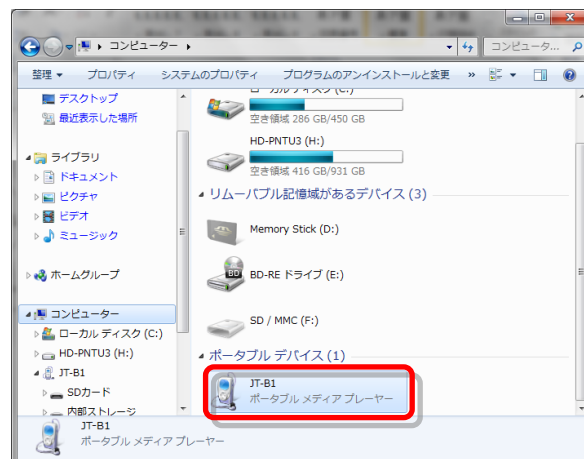 コンピューター
コンピュータ...
整理
プロパティ
システムのプロパティ
プログラムのアンインストールと変更
»
デスクトップ
最近表示した場所
ライブラリ
ドキュメント
ピクチャ
ビデオ
ミュージック
ホームグループ
コンピューター
ローカル ディスク (C:)
HD-PNTU3 (H:)
JT-B1
SDカード
内部ストレージ
ローカル ディスク (C:)
空き領域 286 GB/450 GB
HD-PNTU3 (H:)
空き領域 416 GB/931 GB
リムーバブル記憶域があるデバイス (3)
Memory Stick (D:)
BD
BD-RE ドライブ (E:)
SD / MMC (F:)
ポータブル デバイス (1)
JT-B1
ポータブル メディア プレーヤー
JT-B1
ポータブル メディア プレーヤー